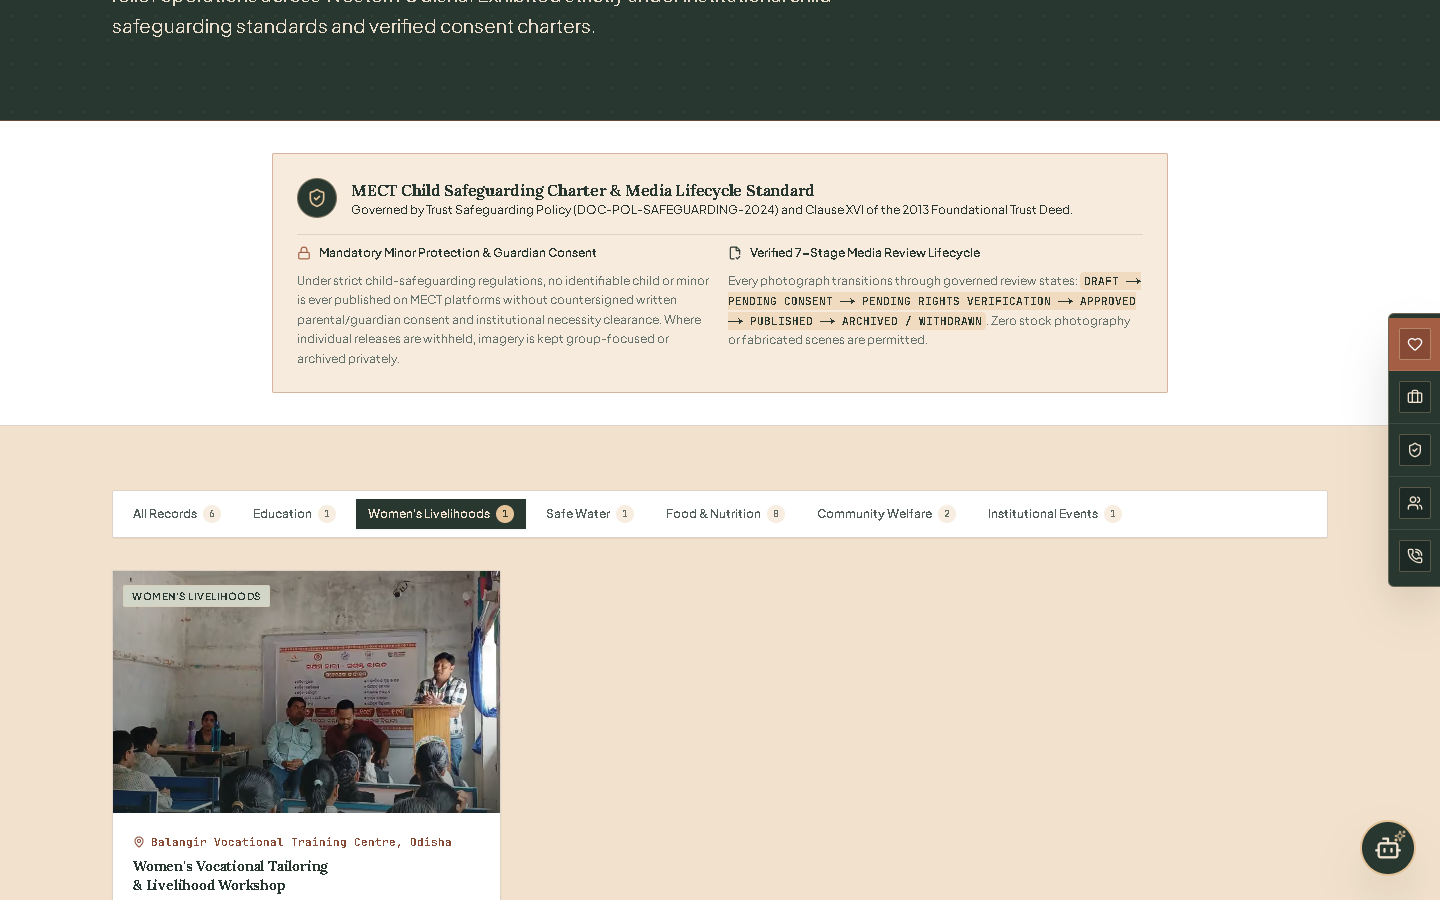 safeguarding standards and verified consent charters.
MECT Child Safeguarding Charter & Media Lifecycle Standard
Governed by Trust Safeguarding Policy (DOC-POL-SAFEGUARDING-2024) and Clause XVI of the 2013 Foundational Trust Deed.
Mandatory Minor Protection & Guardian Consent
Under strict child-safeguarding regulations, no identifiable child or minor
is ever published on MECT platforms without countersigned written
parental/guardian consent and institutional necessity clearance. Where
individual releases are withheld, imagery is kept group-focused or
archived privately.
Verified 7-Stage Media Review Lifecycle
Every photograph transitions through governed review states: DRAFT →
PENDING CONSENT → PENDING RIGHTS VERIFICATION → APPROVED
→ PUBLISHED → ARCHIVED / WITHDRAWN . Zero stock photography
or fabricated scenes are permitted.
All Records 6
Education 1
Women's Livelihoods 1
Safe Water 1
Food & Nutrition 8
Community Welfare 2
Institutional Events 1
WOMEN'S LIVELIHOODS
Balangir Vocational Training Centre, Odisha
Women's Vocational Tailoring
& Livelihood Workshop